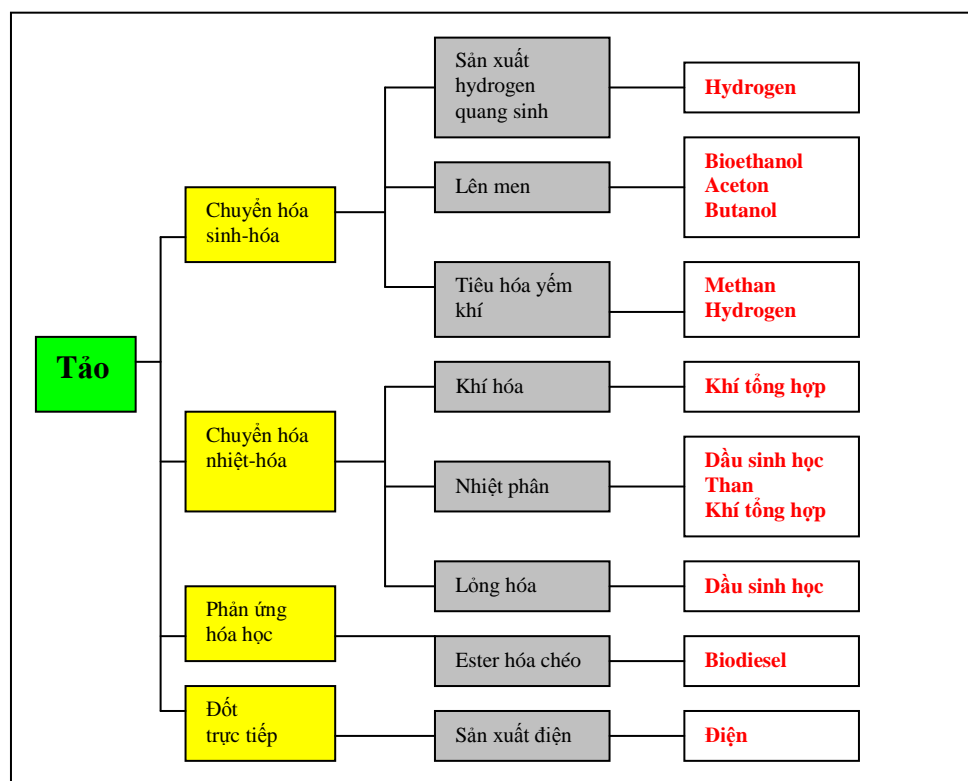 Tảo
Chuyển hóa
sinh-hóa
Sản xuất
hydrogen
quang sinh
Hydrogen
Lên men
Bioethanol
Aceton
Butanol
Tiêu hóa yếm
khí
Methan
Hydrogen
Chuyển hóa
nhiệt-hóa
Khí hóa
Khí tổng hợp
Nhiệt phân
Dầu sinh học
Than
Khí tổng hợp
Lỏng hóa
Dầu sinh học
Phản ứng
hóa học
Ester hóa chéo
Biodiesel
Đốt
trực tiếp
Sản xuất điện
Điện